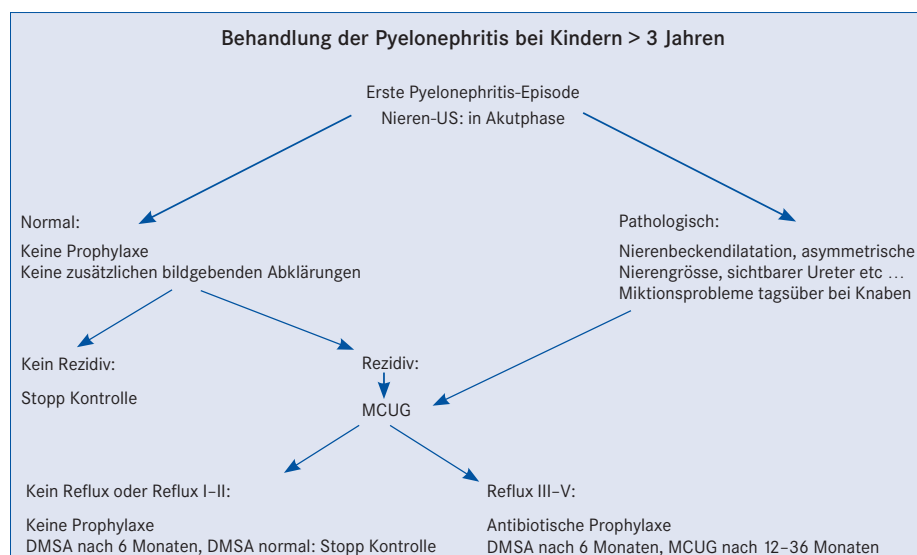 Behandlung der Pyelonephritis bei Kindern > 3 Jahren
Erste Pyelonephritis-Episode
Nieren-US: in Akutphase
Normal:
Keine Prophylaxe
Keine zusätzlichen bildgebenden Abklärungen
Pathologisch:
Nierenbeckendilatation, asymmetrische
Nierengrösse, sichtbarer Ureter etc ...
Miktionsprobleme tagsüber bei Knaben
Kein Rezidiv:
Stopp Kontrolle
Rezidiv:
MCUG
Kein Reflux oder Reflux I–II:
Keine Prophylaxe
DMSA nach 6 Monaten, DMSA normal: Stopp Kontrolle
Reflux III–V:
Antibiotische Prophylaxe
DMSA nach 6 Monaten, MCUG nach 12–36 Monaten